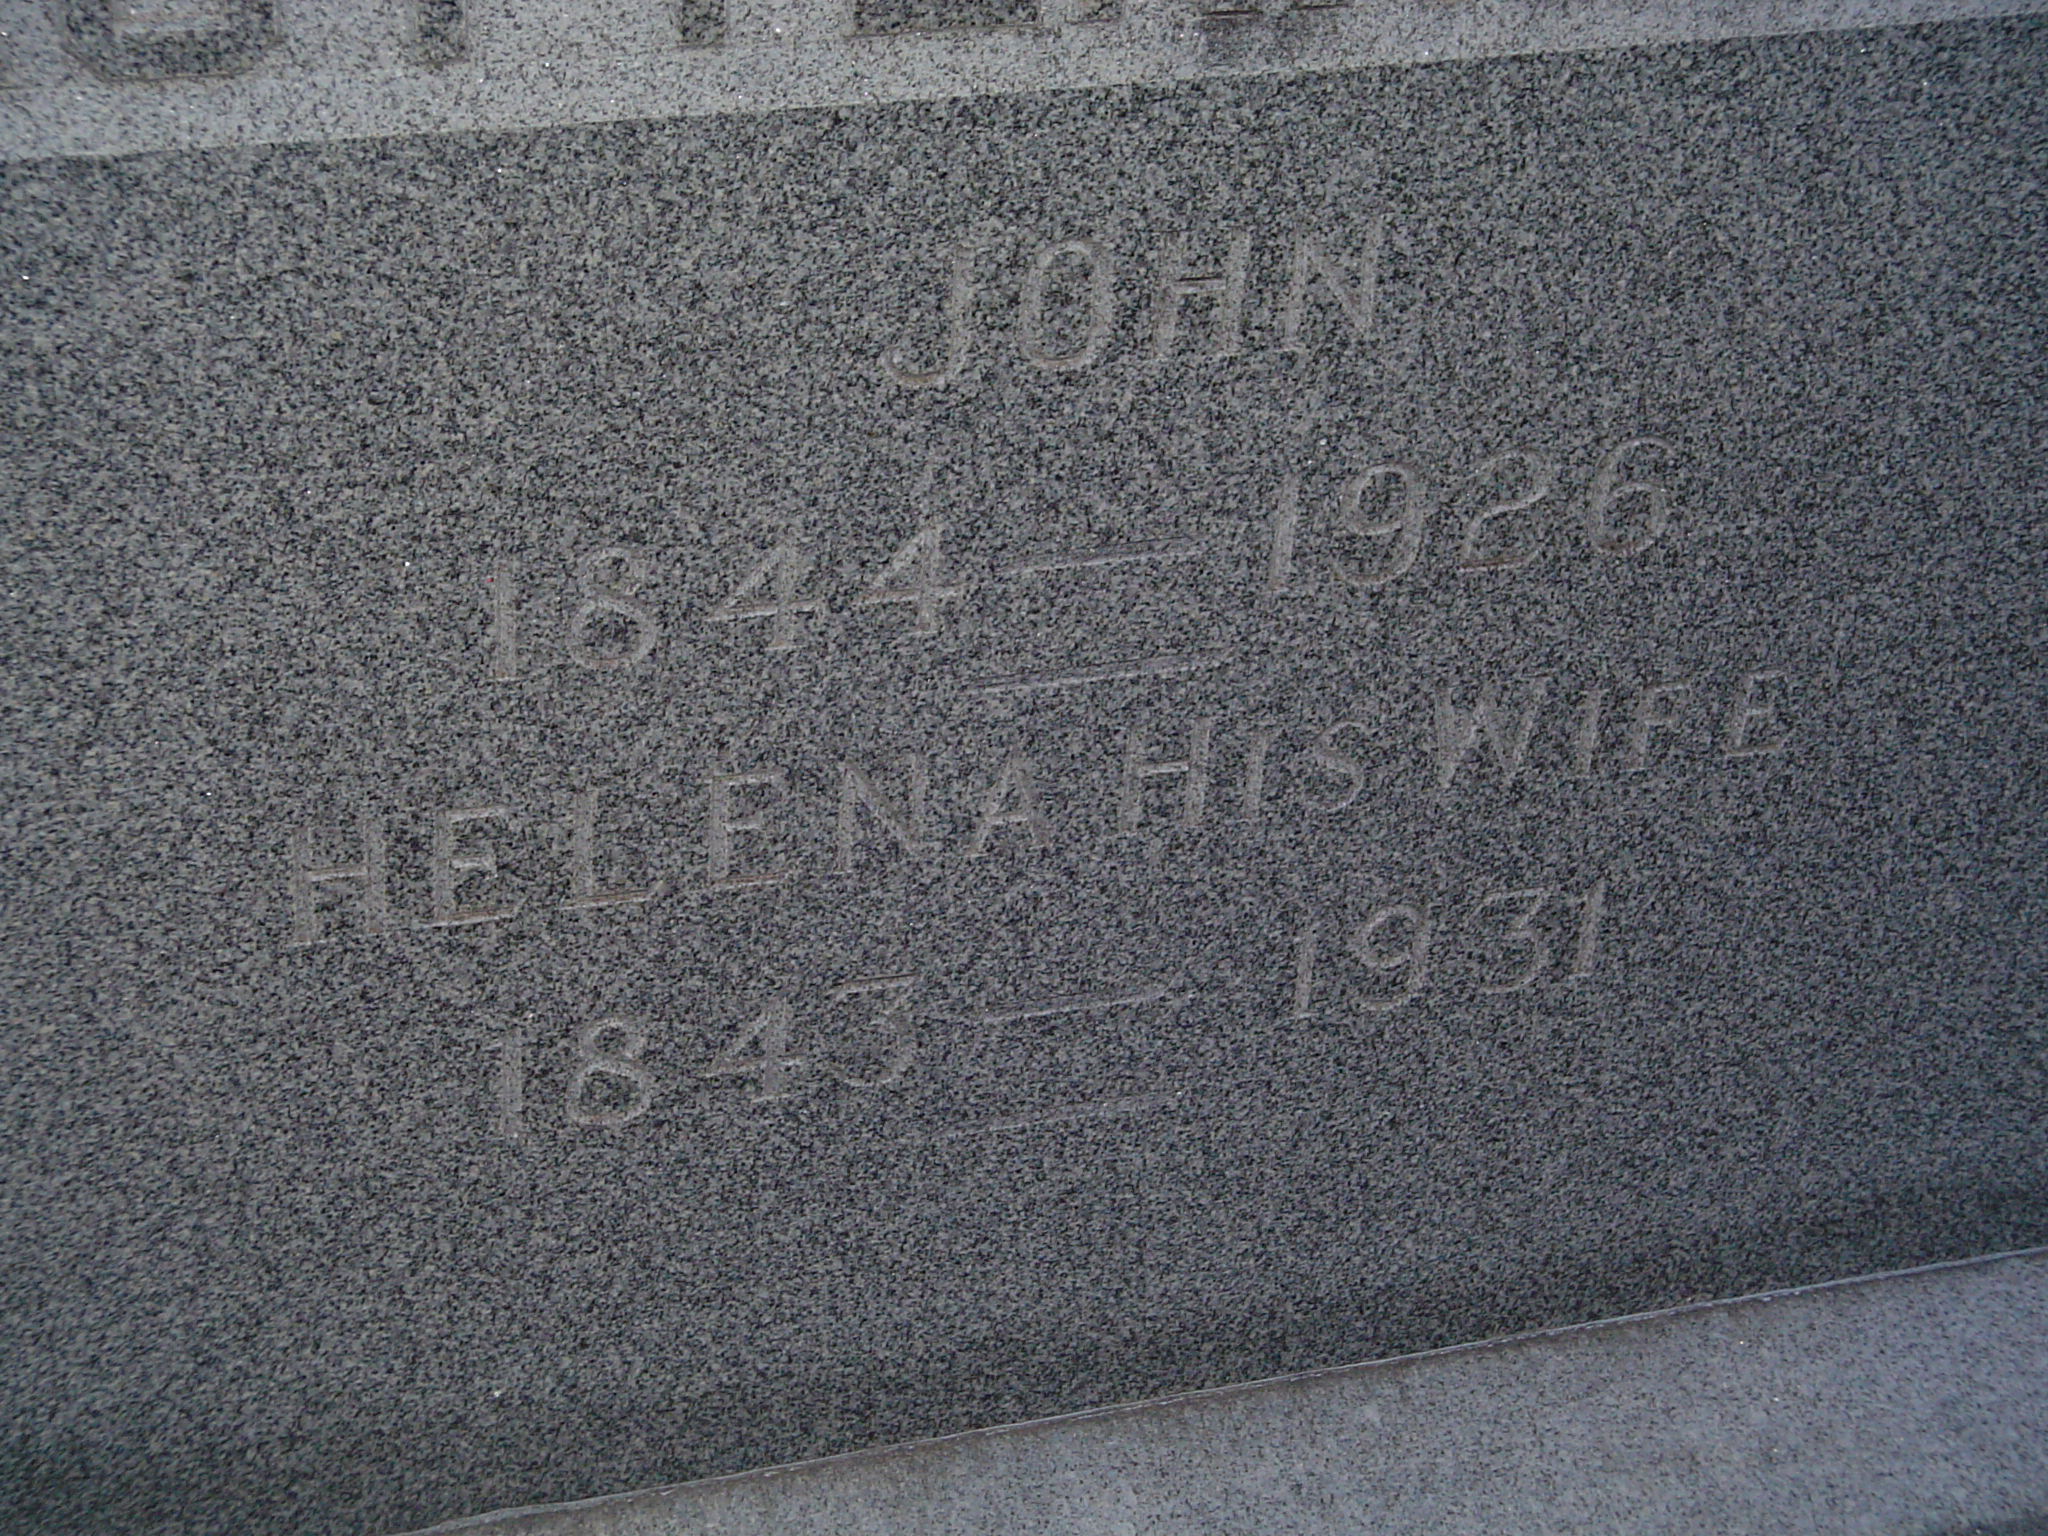 JOHN
1844 — 1926
HELENA HIS WIFE
1843 — 1931